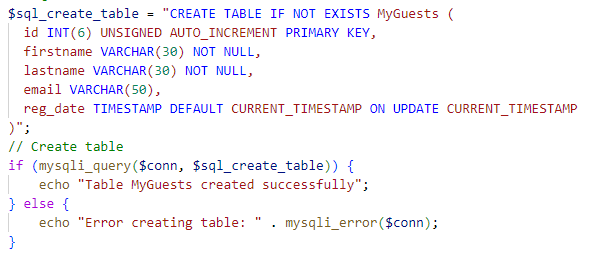 $sql_create_table = "CREATE TABLE IF NOT EXISTS MyGuests (
  id INT(6) UNSIGNED AUTO_INCREMENT PRIMARY KEY,
  firstname VARCHAR(30) NOT NULL,
  lastname VARCHAR(30) NOT NULL,
  email VARCHAR(50),
  reg_date TIMESTAMP DEFAULT CURRENT_TIMESTAMP ON UPDATE CURRENT_TIMESTAMP
)";
// Create table
if (mysqli_query($conn, $sql_create_table)) {
    echo "Table MyGuests created successfully";
} else {
    echo "Error creating table: " . mysqli_error($conn);
}